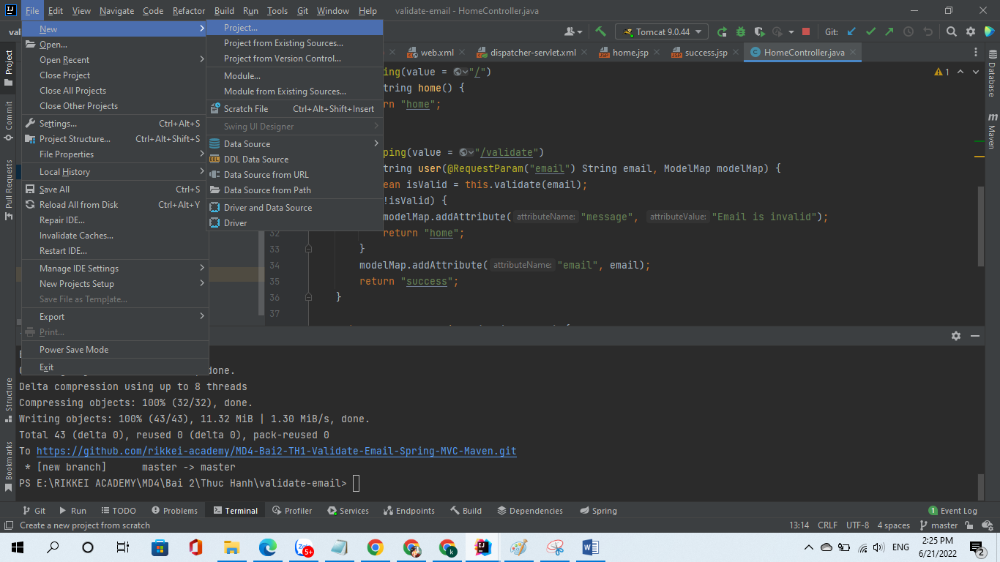 File Edit View Navigate Code Refactor Build Run Tools Git Window Help validate-email - HomeController.java
val Tomcat 9.0.44 Git:
web.xml dispatcher-servlet.xml home.jsp success.jsp HomeController.java
New
Open...
Open Recent
Close Project
Close All Projects
Close Other Projects
Settings... Ctrl+Alt+S
Project Structure... Ctrl+Alt+Shift+S
File Properties
Local History
Save All Ctrl+S
Reload All from Disk Ctrl+Alt+Y
Repair IDE...
Invalidate Caches...
Restart IDE...
Manage IDE Settings
New Projects Setup
Save File as Template...
Export
Print...
Power Save Mode
Exit
Project...
Project from Existing Sources...
Project from Version Control...
Module...
Module from Existing Sources...
Scratch File Ctrl+Alt+Shift+Insert
Swing UI Designer
Data Source
DDL Data Source
Data Source from URL
Data Source from Path
Driver and Data Source
Driver
ing(value = "/")
tring home() {
rn "home";
ping(value = "/validate")
string user(@RequestParam("email") String email, ModelMap modelMap) {
ean isValid = this.validate(email);
!isValid) {
modelMap.addAttribute( attributeName: "message", attributeValue: "Email is invalid");
32 return "home";
33 }
34 modelMap.addAttribute( attributeName: "email", email);
35 return "success";
36 }
37
1
Project
Commit
Pull Requests
Structure
Bookmarks
Database
m Maven
done.
Delta compression using up to 8 threads
Compressing objects: 100% (32/32), done.
Writing objects: 100% (43/43), 11.32 MiB | 1.30 MiB/s, done.
Total 43 (delta 0), reused 0 (delta 0), pack-reused 0
To https://github.com/rikkei-academy/MD4-Bai2-TH1-Validate-Email-Spring-MVC-Maven.git
* [new branch] master -> master
PS E:\RIKKEI ACADEMY\MD4\Bai 2\Thuc Hanh\validate-email>
Git Run TODO Problems Terminal Profiler Services Endpoints Build Dependencies Spring 1 Event Log
Create a new project from scratch 13:14 CRLF UTF-8 4 spaces master
5+ k ENG 2:25 PM
6/21/2022 2